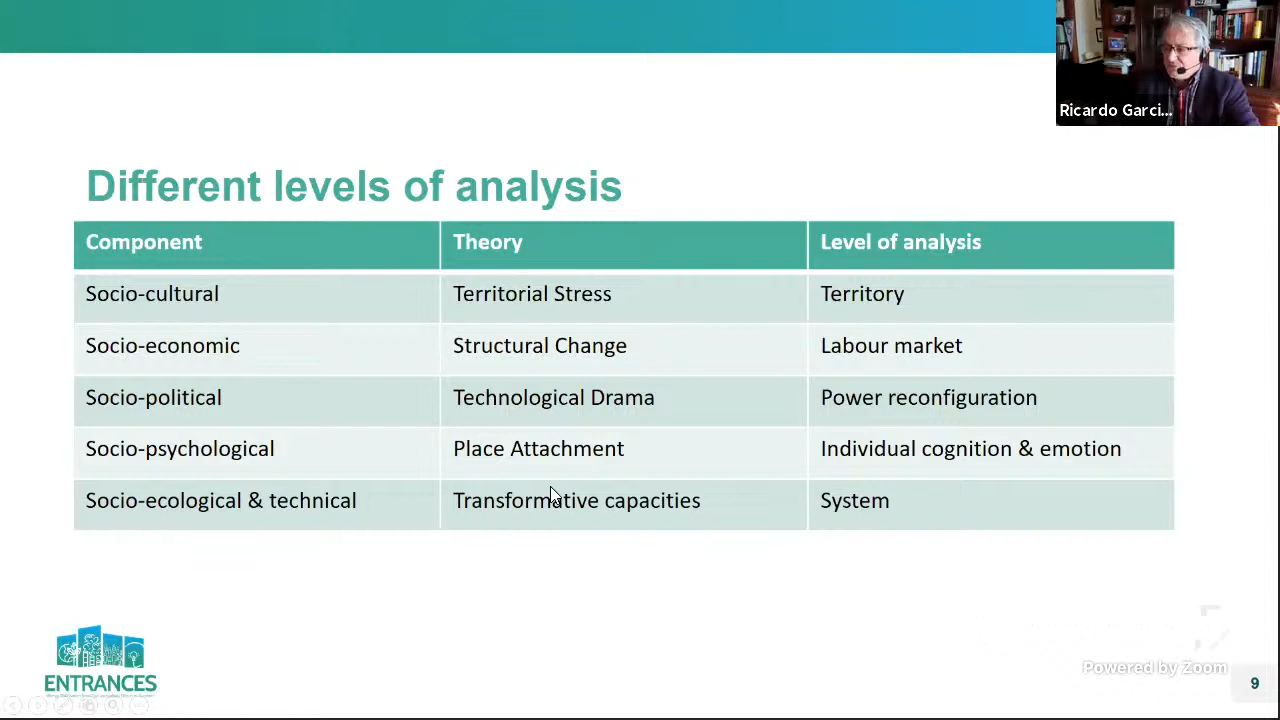 Ricardo Garci...
Different levels of analysis
Component Theory Level of analysis
Socio-cultural Territorial Stress Territory
Socio-economic Structural Change Labour market
Socio-political Technological Drama Power reconfiguration
Socio-psychological Place Attachment Individual cognition & emotion
Socio-ecological & technical Transformative capacities System
ENTRANCES
Powered by Zoom
9